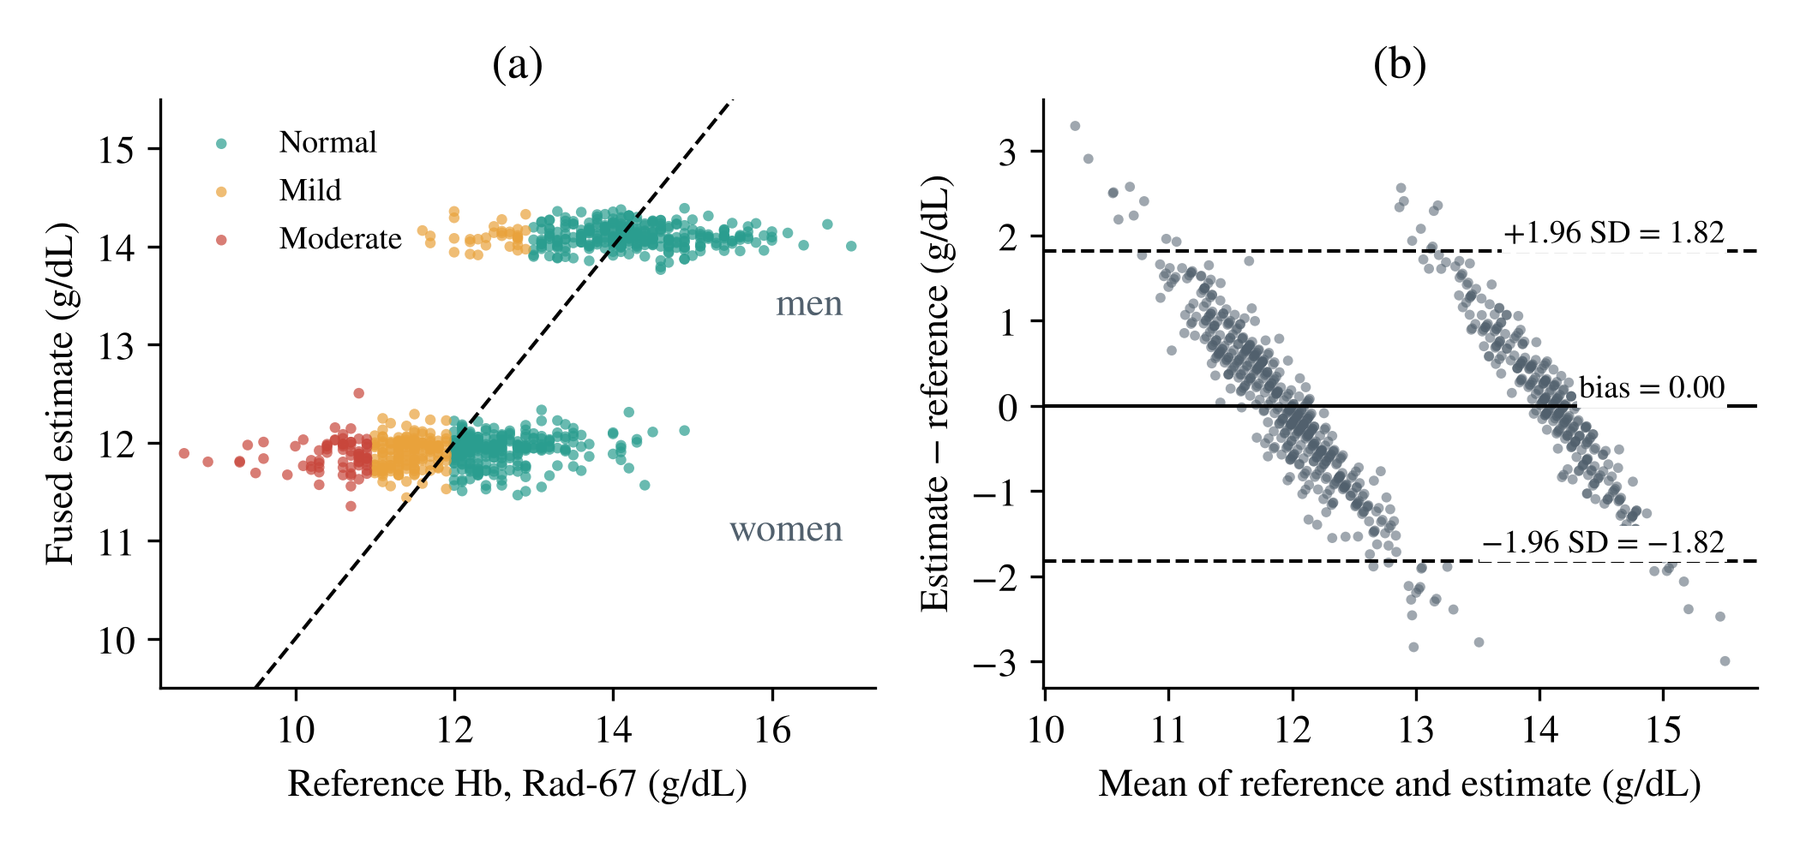 (a)
Normal
Mild
Moderate
men
women
15
14
13
12
11
10
10 12 14 16
Fused estimate (g/dL)
Reference Hb, Rad-67 (g/dL)
(b)
+1.96 SD = 1.82
bias = 0.00
−1.96 SD = −1.82
3
2
1
0
−1
−2
−3
10 11 12 13 14 15
Estimate − reference (g/dL)
Mean of reference and estimate (g/dL)